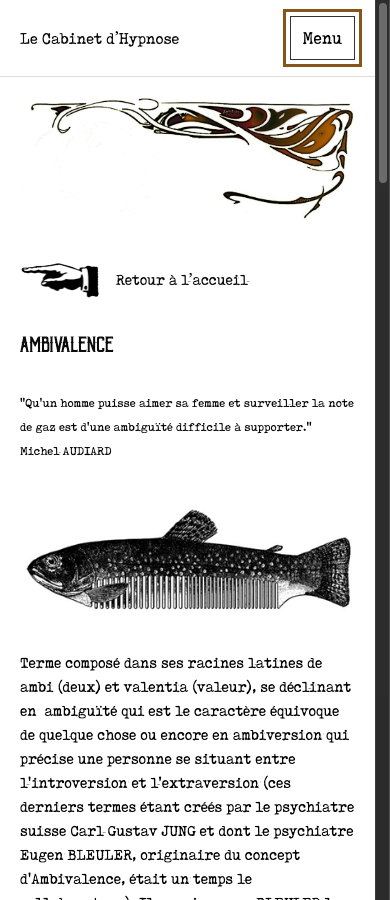 Le Cabinet d'Hypnose
Menu
Retour à l'accueil
AMBIVALENCE
"Qu'un homme puisse aimer sa femme et surveiller la note
de gaz est d'une ambiguïté difficile à supporter."
Michel AUDIARD
Terme composé dans ses racines latines de
ambi (deux) et valentia (valeur), se déclinant
en  ambiguïté qui est le caractère équivoque
de quelque chose ou encore en ambiversion qui
précise une personne se situant entre
l'introversion et l'extraversion (ces
derniers termes étant créés par le psychiatre
suisse Carl Gustav JUNG et dont le psychiatre
Eugen BLEULER, originaire du concept
d'Ambivalence, était un temps le